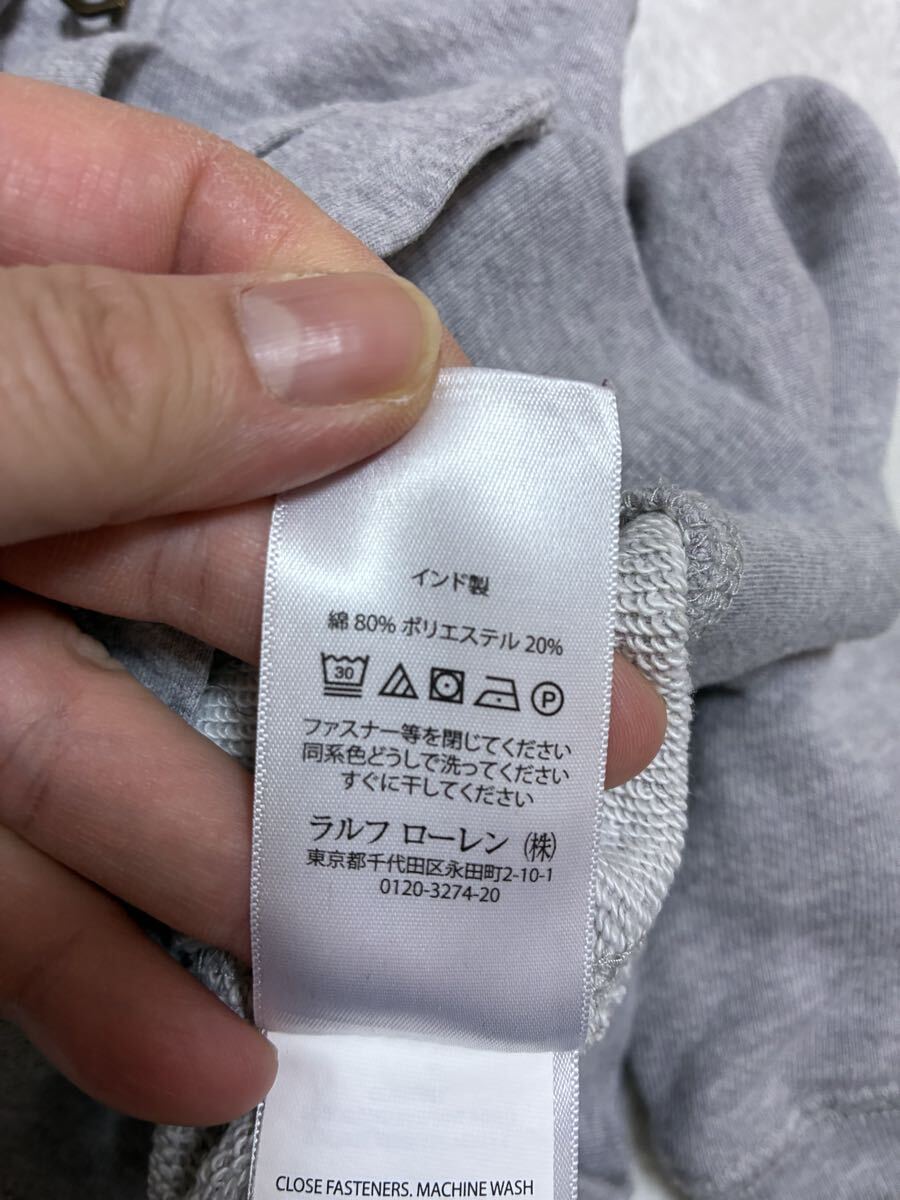 インド製
綿 80% ポリエステル 20%
30 P
ファスナー等を閉じてください
同系色どうしで洗ってください
すぐに干してください
ラルフ ローレン (株)
東京都千代田区永田町2-10-1
0120-3274-20
CLOSE FASTENERS. MACHINE WASH